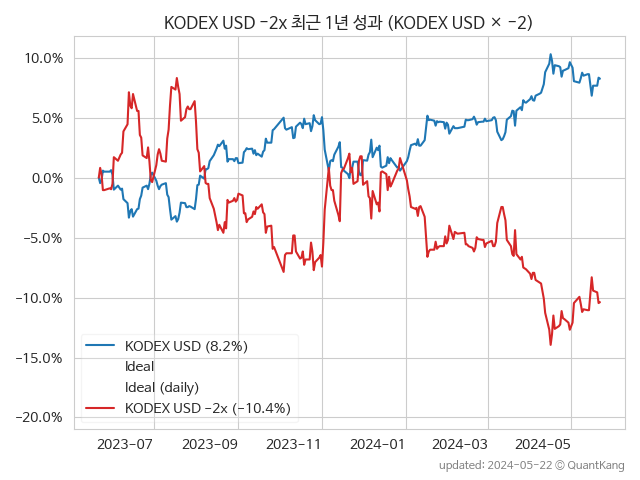 KODEX USD −2x 최근 1년 성과 (KODEX USD × −2)
10.0%
5.0%
0.0%
−5.0%
−10.0%
−15.0%
−20.0%
KODEX USD (8.2%)
Ideal
Ideal (daily)
KODEX USD −2x (−10.4%)
2023-07
2023-09
2023-11
2024-01
2024-03
2024-05
updated: 2024-05-22 © QuantKang